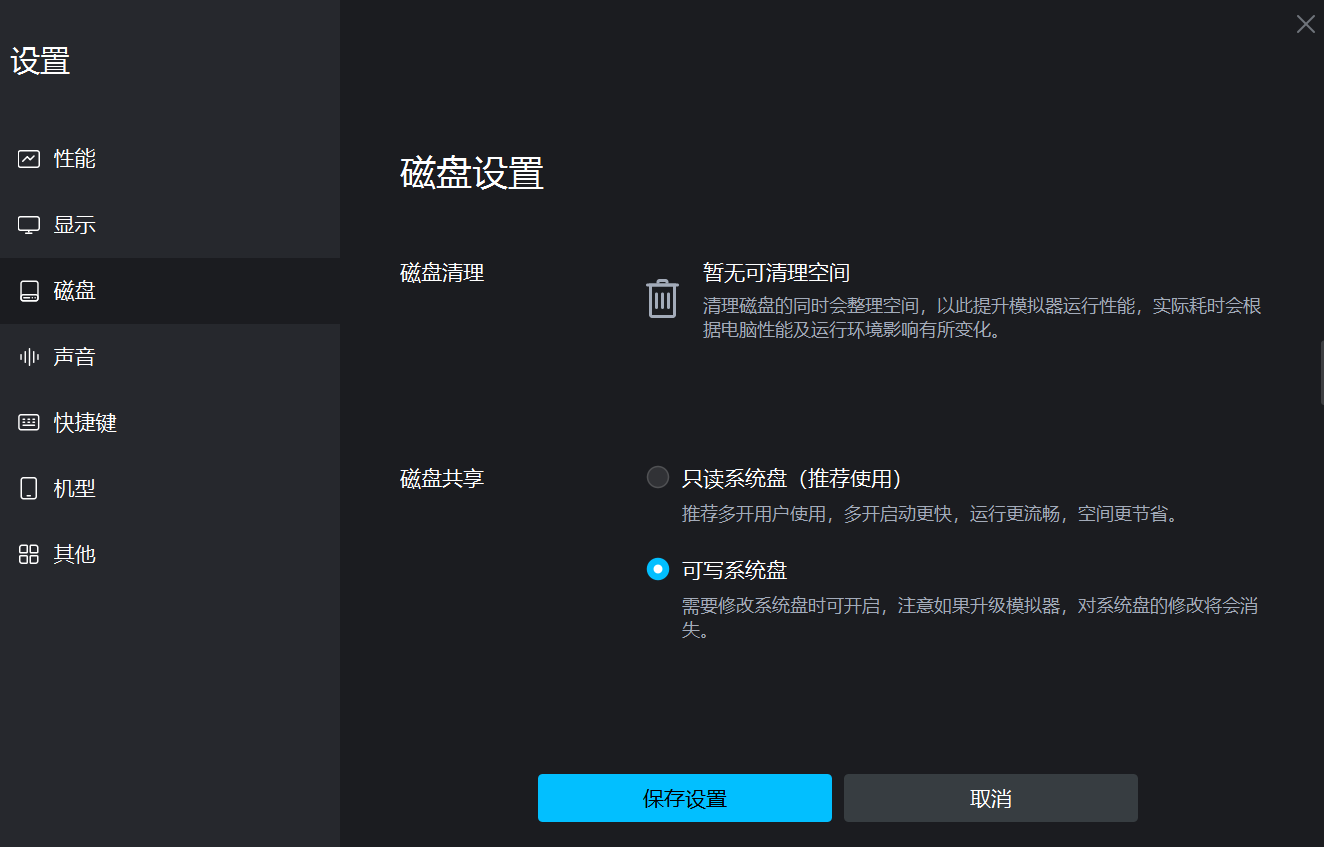 设置
性能
显示
磁盘
声音
快捷键
机型
其他
磁盘设置
磁盘清理
暂无可清理空间
清理磁盘的同时会整理空间，以此提升模拟器运行性能，实际耗时会根
据电脑性能及运行环境影响有所变化。
磁盘共享
只读系统盘（推荐使用）
推荐多开用户使用，多开启动更快，运行更流畅，空间更节省。
可写系统盘
需要修改系统盘时可开启，注意如果升级模拟器，对系统盘的修改将会消
失。
保存设置
取消